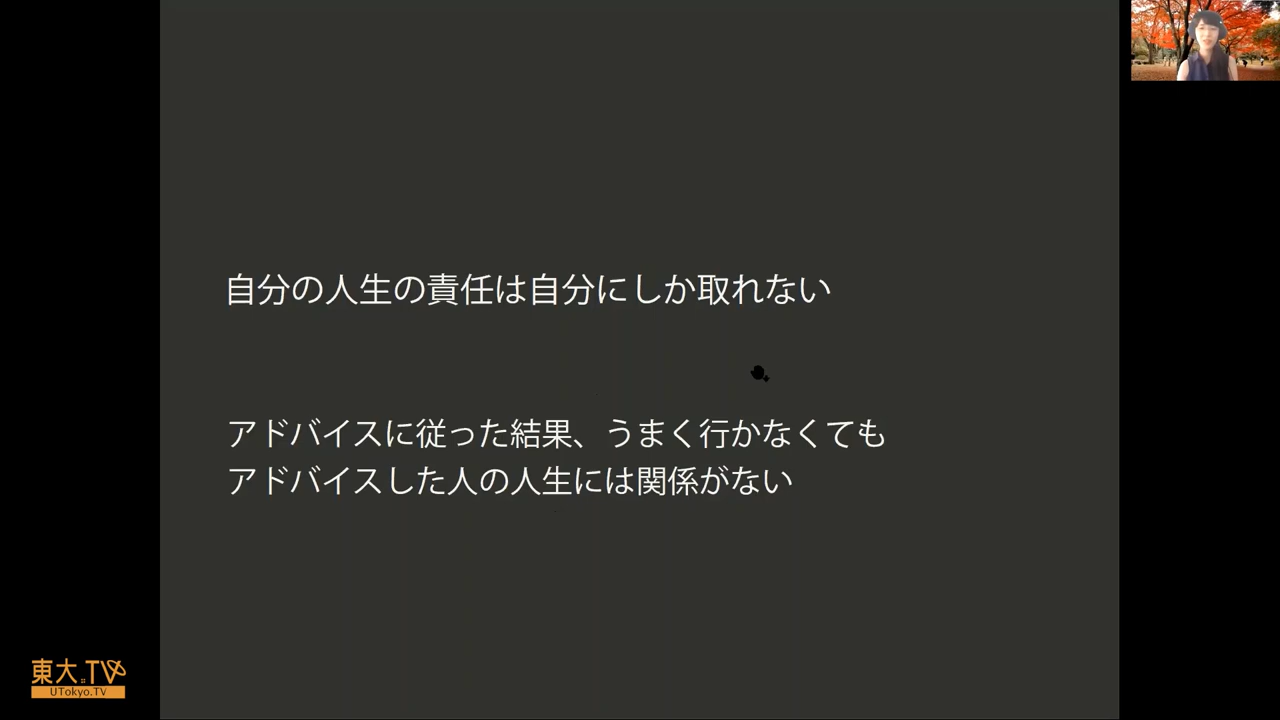 自分の人生の責任は自分にしか取れない
アドバイスに従った結果、うまく行かなくても
アドバイスした人の人生には関係がない
東大TV
UTokyo.TV